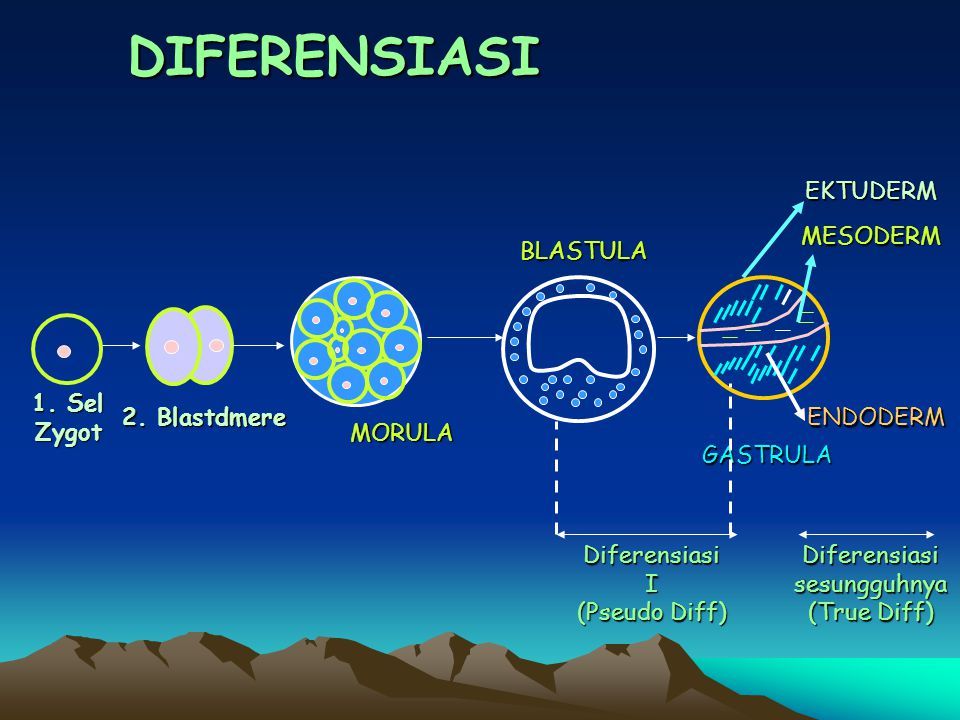 DIFERENSIASI
EKTUDERM
MESODERM
BLASTULA
1. Sel
Zygot
2. Blastdmere
MORULA
ENDODERM
GASTRULA
Diferensiasi
I
(Pseudo Diff)
Diferensiasi
sesungguhnya
(True Diff)